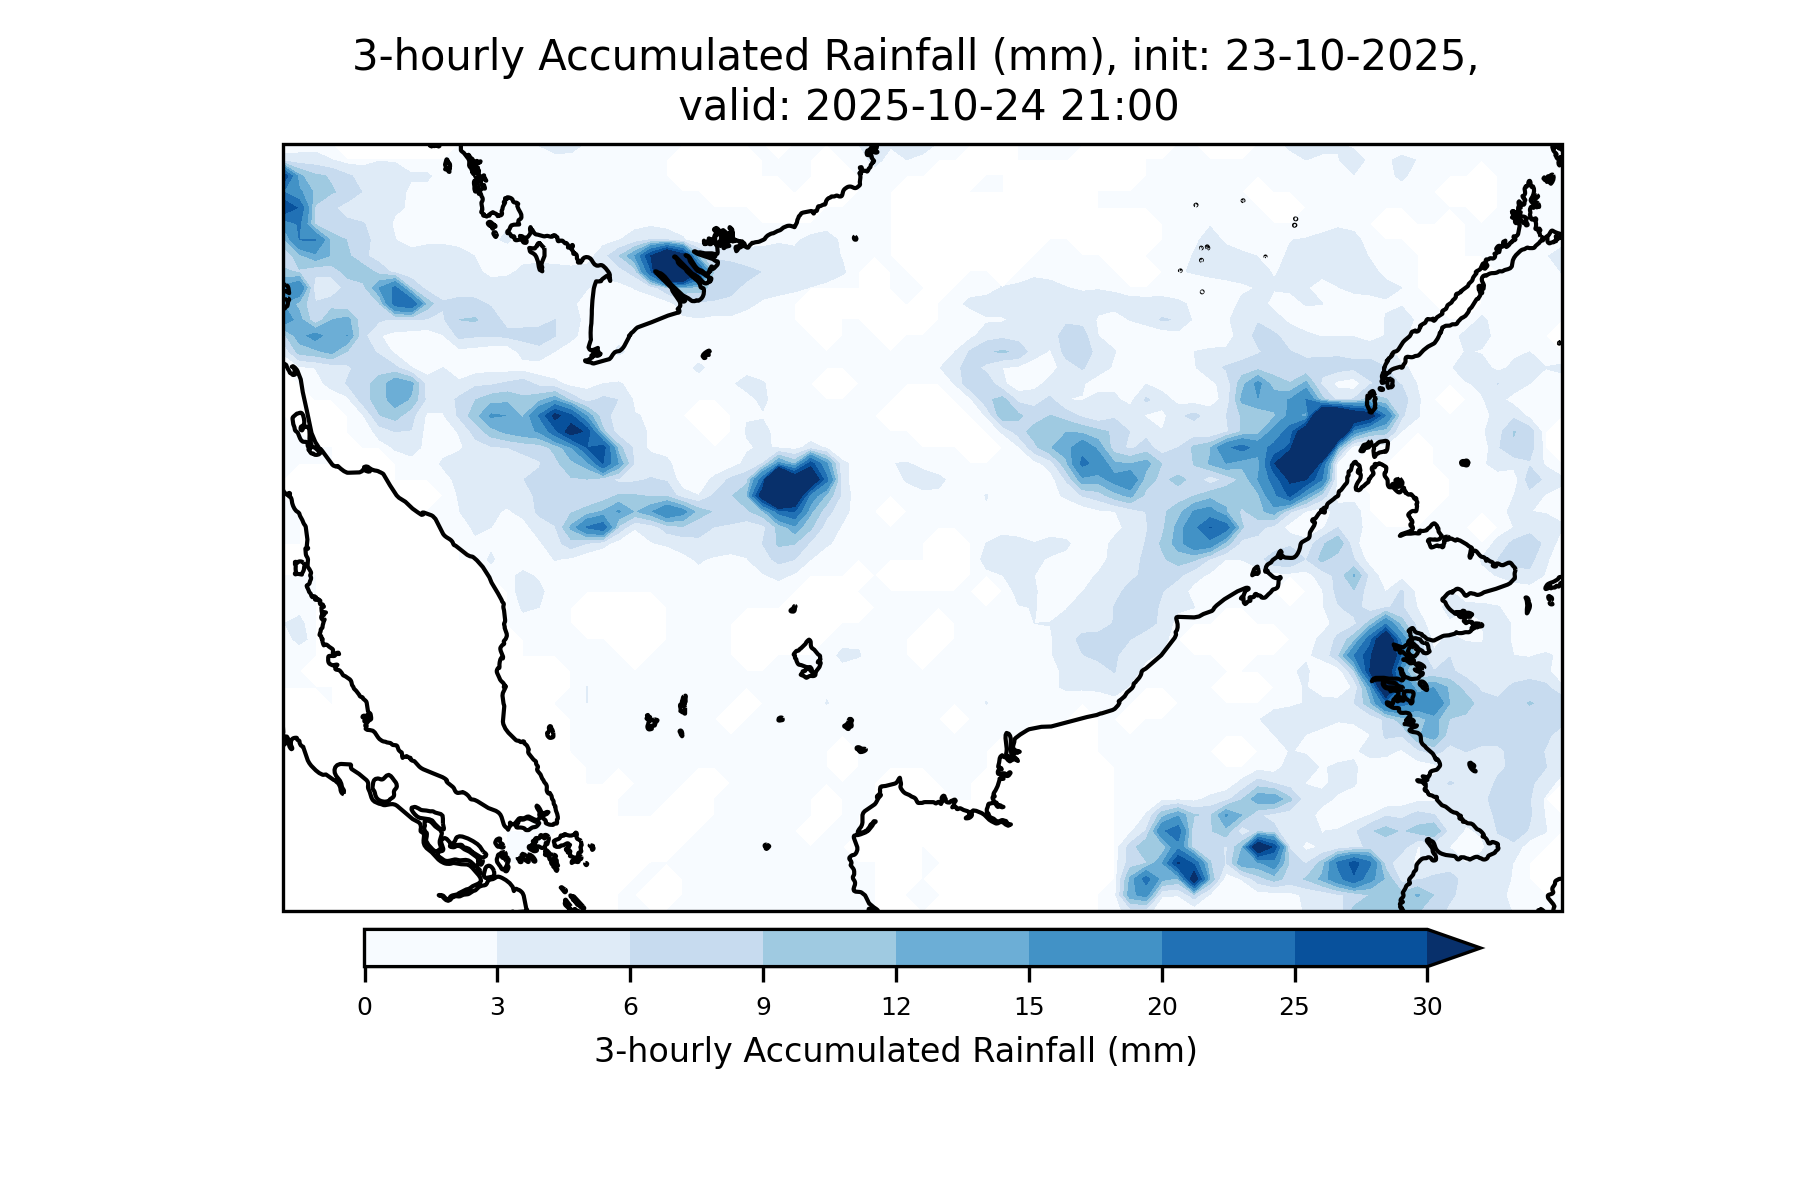 3-hourly Accumulated Rainfall (mm), init: 23-10-2025,
valid: 2025-10-24 21:00
0 3 6 9 12 15 20 25 30
3-hourly Accumulated Rainfall (mm)